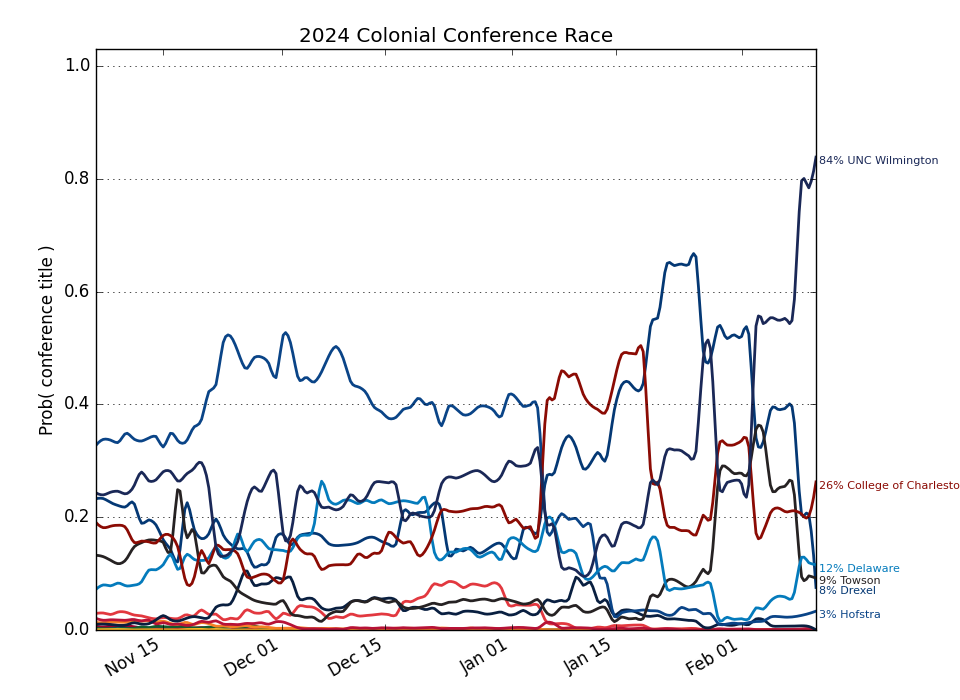 2024 Colonial Conference Race
Prob( conference title )
1.0
0.8
0.6
0.4
0.2
0.0
Nov 15
Dec 01
Dec 15
Jan 01
Jan 15
Feb 01
84% UNC Wilmington
26% College of Charlesto
12% Delaware
9% Towson
8% Drexel
3% Hofstra